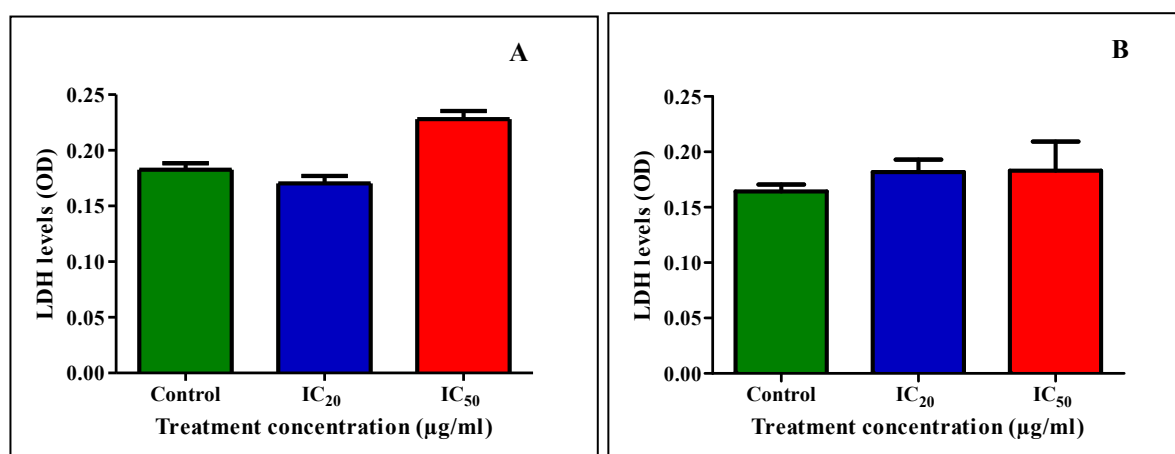 A
LDH levels (OD)
0.25
0.20
0.15
0.10
0.05
0.00
Control IC₂₀ IC₅₀
Treatment concentration (µg/ml)
B
LDH levels (OD)
0.25
0.20
0.15
0.10
0.05
0.00
Control IC₂₀ IC₅₀
Treatment concentration (µg/ml)